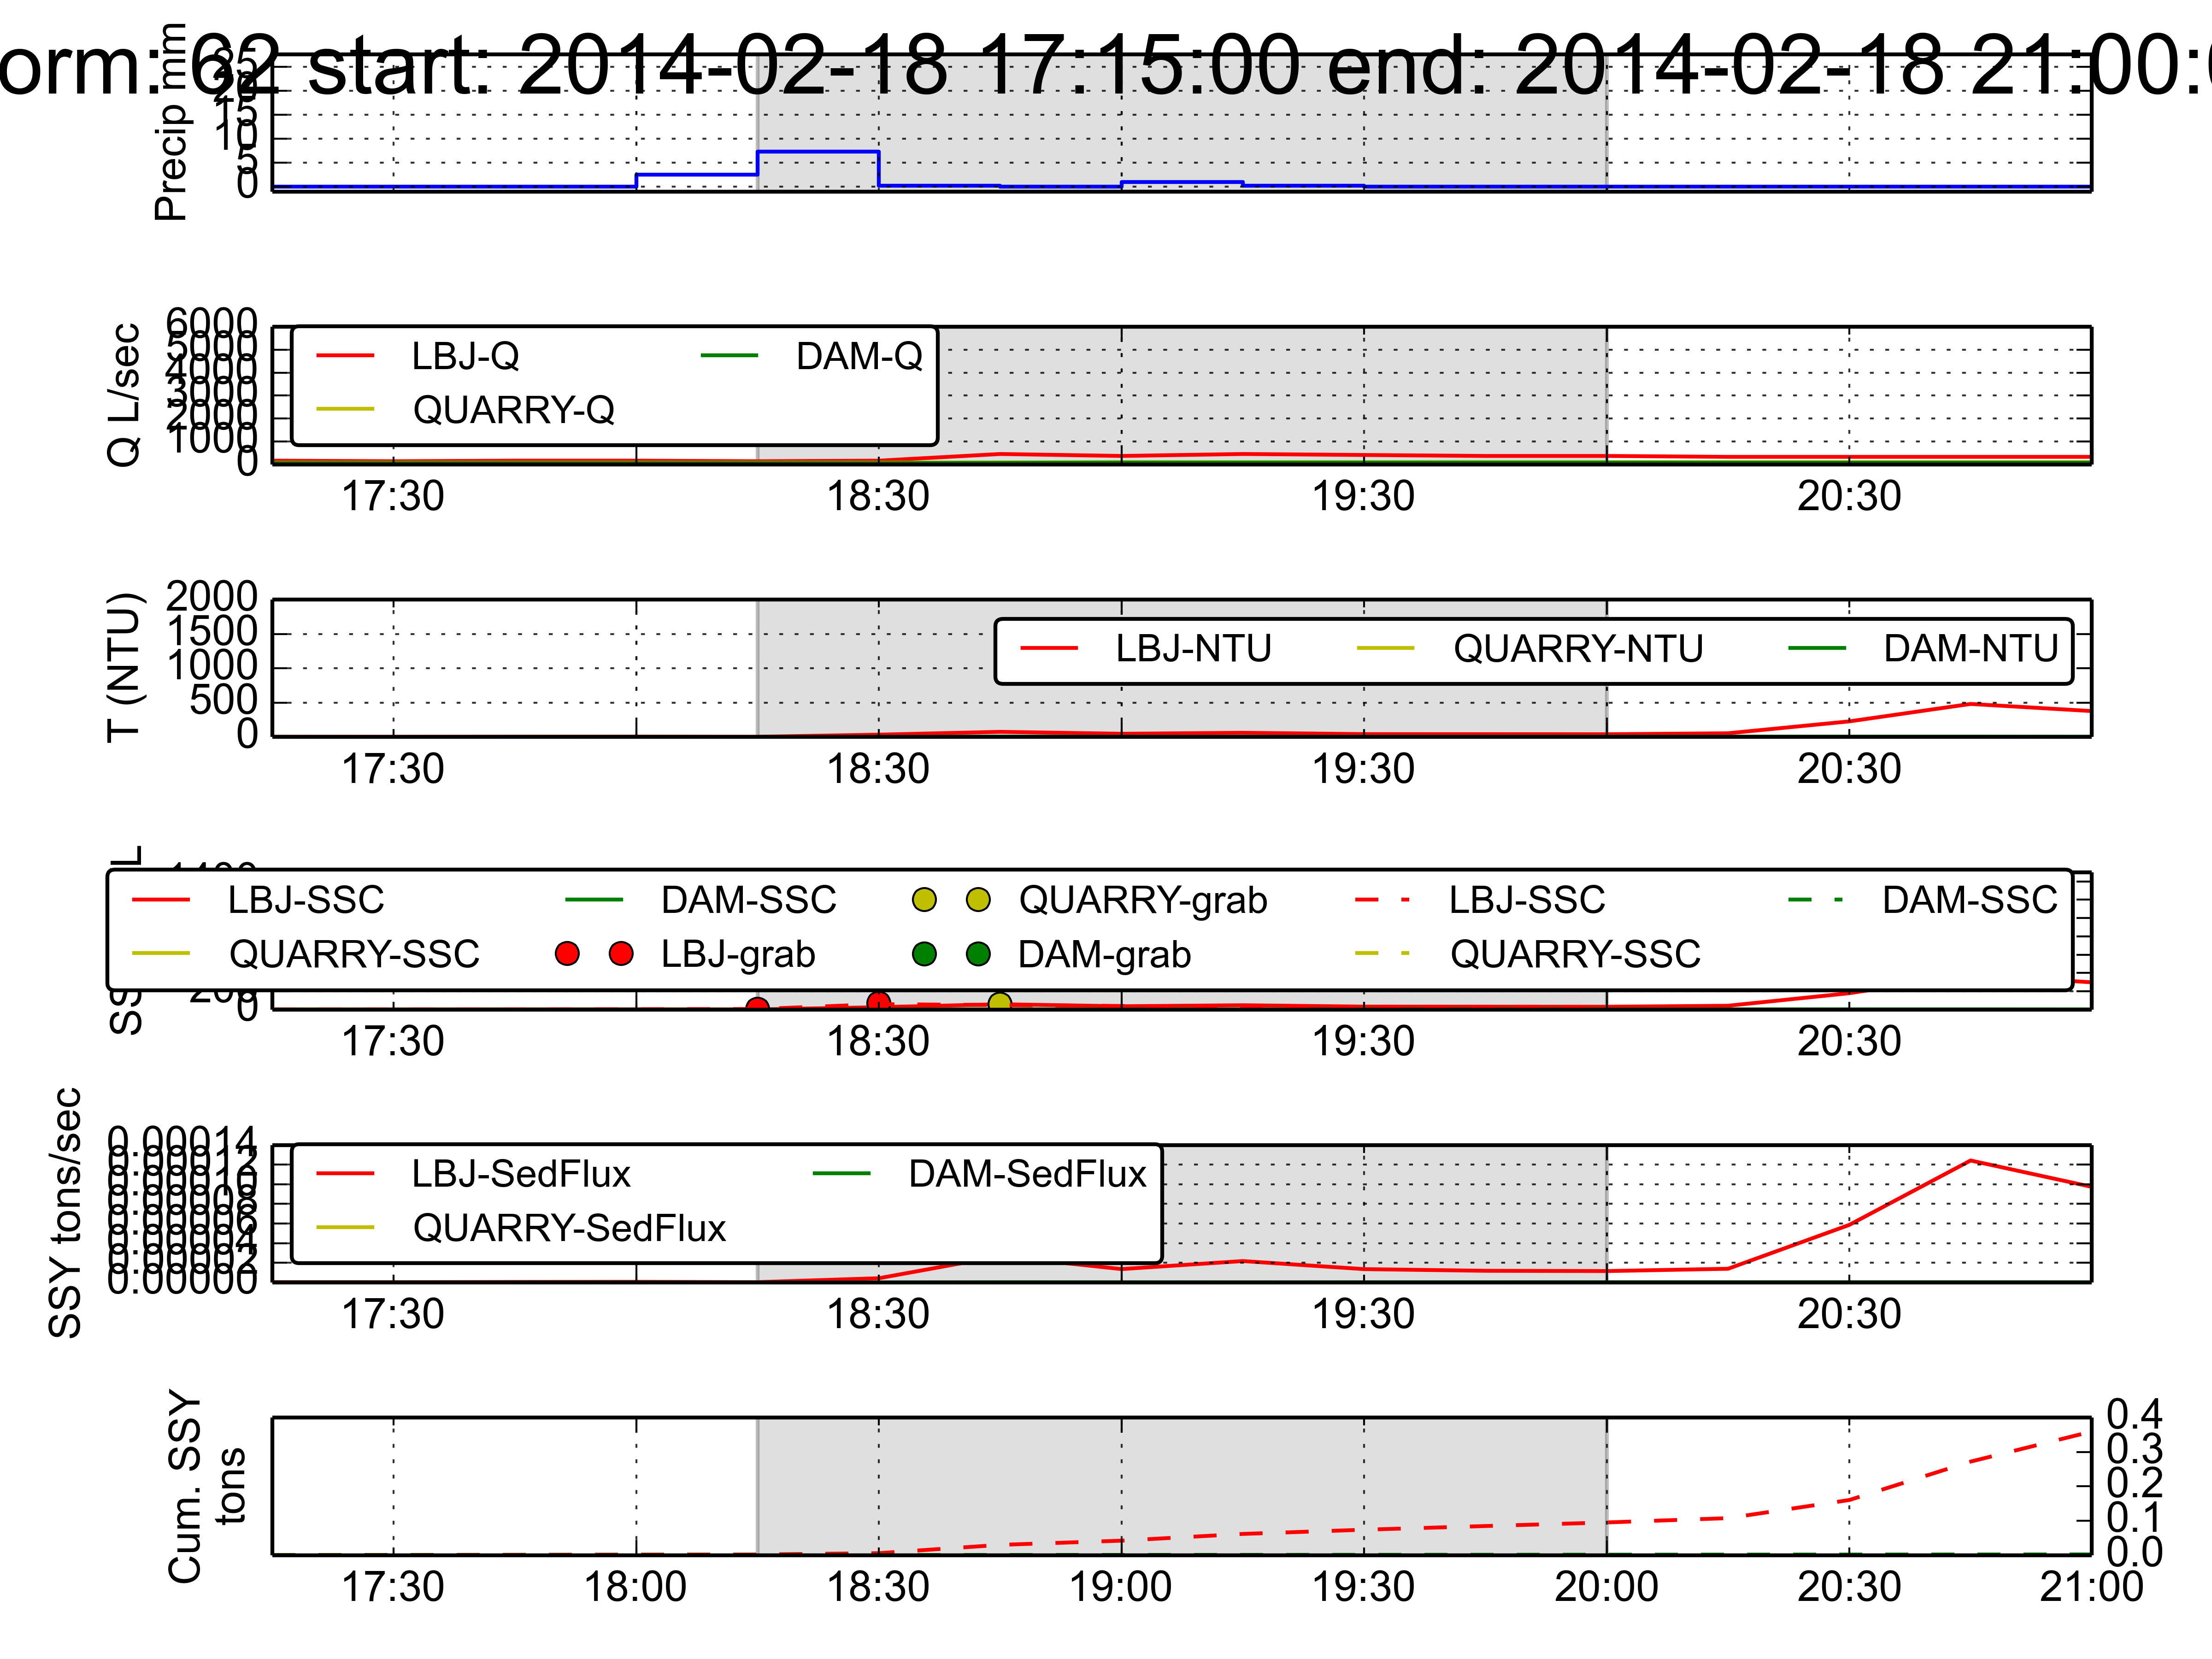 orm: 62 start: 2014-02-18 17:15:00 end: 2014-02-18 21:00:0
Precip mm
25
20
15
10
5
0
Q L/sec
6000
5000
4000
3000
2000
1000
0
LBJ-Q DAM-Q
QUARRY-Q
17:30 18:30 19:30 20:30
T (NTU)
2000
1500
1000
500
0
LBJ-NTU QUARRY-NTU DAM-NTU
17:30 18:30 19:30 20:30
LBJ-SSC DAM-SSC QUARRY-grab LBJ-SSC DAM-SSC
QUARRY-SSC LBJ-grab DAM-grab QUARRY-SSC
200
0
17:30 18:30 19:30 20:30
SSY tons/sec
0.00014
0.00012
0.00010
0.00008
0.00006
0.00004
0.00002
0.00000
LBJ-SedFlux DAM-SedFlux
QUARRY-SedFlux
17:30 18:30 19:30 20:30
Cum. SSY
tons
0.4
0.3
0.2
0.1
0.0
17:30 18:00 18:30 19:00 19:30 20:00 20:30 21:00